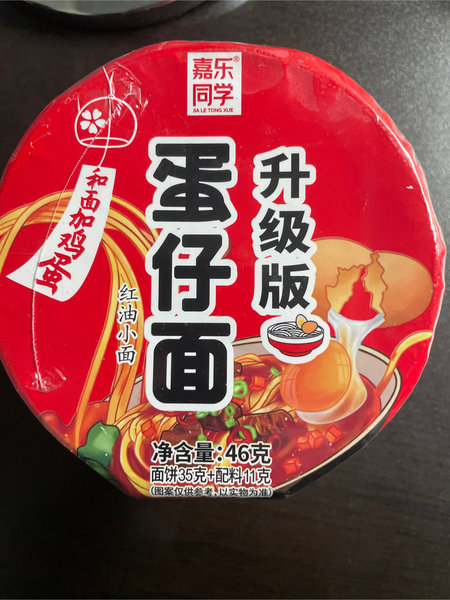 嘉乐®
同学
JIA LE TONG XUE
和面加鸡蛋
红油小面
蛋仔面
升级版
净含量:46克
面饼35克+配料11克
(图案仅供参考,以实物为准)